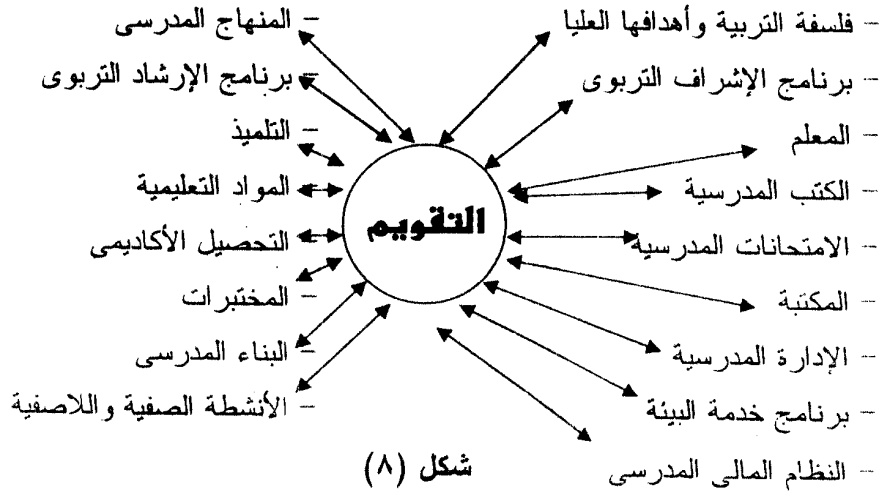 – فلسفة التربية وأهدافها العليا
– برنامج الإشراف التربوى
– المعلم
– الكتب المدرسية
– الامتحانات المدرسية
– المكتبة
– الإدارة المدرسية
– برنامج خدمة البيئة
– النظام المالى المدرسى
– المنهاج المدرسى
– برنامج الإرشاد التربوى
– التلميذ
– المواد التعليمية
– التحصيل الأكاديمى
– المختبرات
– البناء المدرسى
– الأنشطة الصفية واللاصفية
التقويم
شكل (٨)